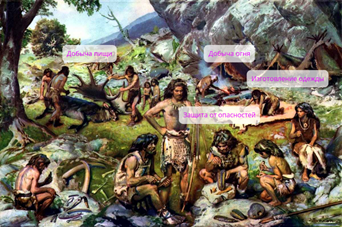 Добыча пищи
Добыча огня
Изготовление одежды
Защита от опасностей